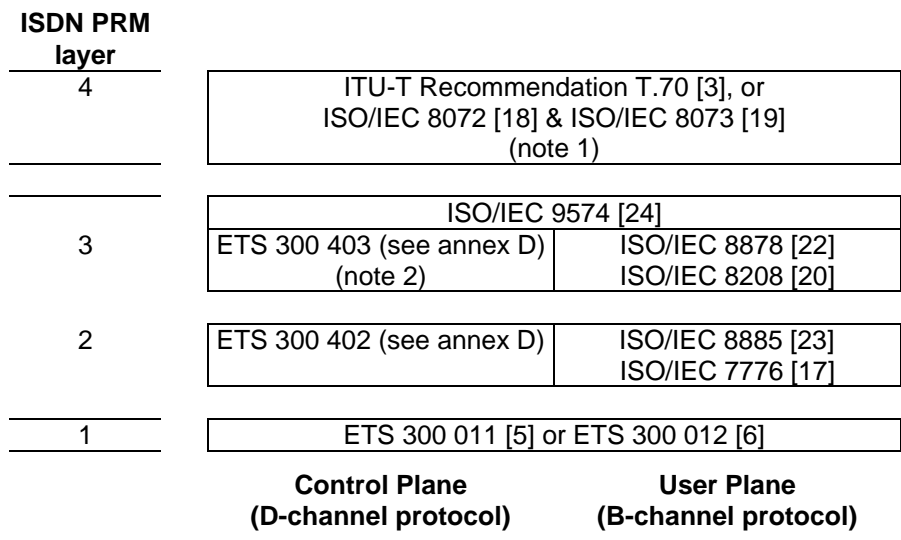 ISDN PRM
layer
4
ITU-T Recommendation T.70 [3], or
ISO/IEC 8072 [18] & ISO/IEC 8073 [19]
(note 1)
ISO/IEC 9574 [24]
3
ETS 300 403 (see annex D)
(note 2)
ISO/IEC 8878 [22]
ISO/IEC 8208 [20]
2
ETS 300 402 (see annex D)
ISO/IEC 8885 [23]
ISO/IEC 7776 [17]
1
ETS 300 011 [5] or ETS 300 012 [6]
Control Plane
(D-channel protocol)
User Plane
(B-channel protocol)